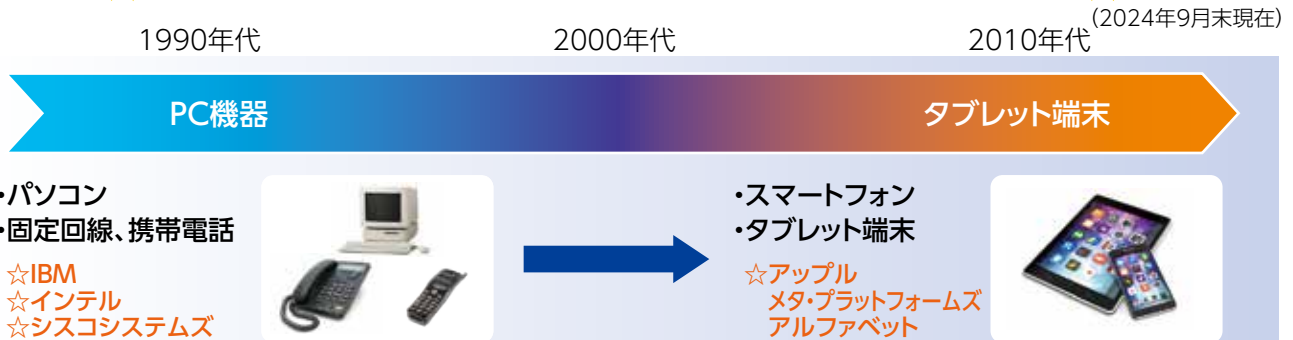 (2024年9月末現在)
1990年代
2000年代
2010年代
PC機器
タブレット端末
・パソコン
・固定回線、携帯電話
☆IBM
☆インテル
☆シスコシステムズ
・スマートフォン
・タブレット端末
☆アップル
メタ・プラットフォームズ
アルファベット